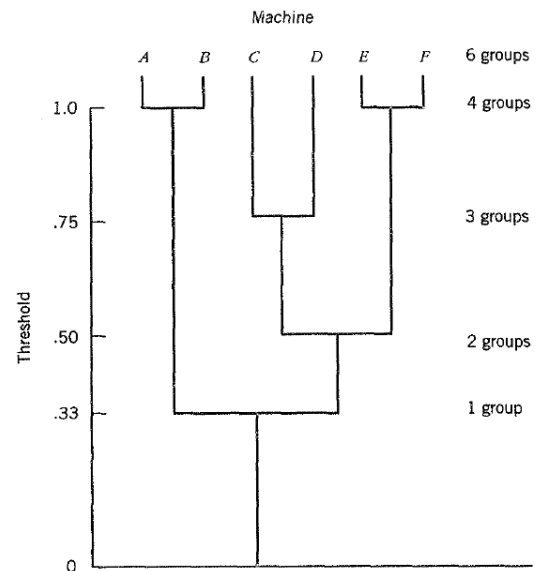 Machine
A B C D E F 6 groups
1.0 4 groups
.75 3 groups
.50 2 groups
.33 1 group
0
Threshold